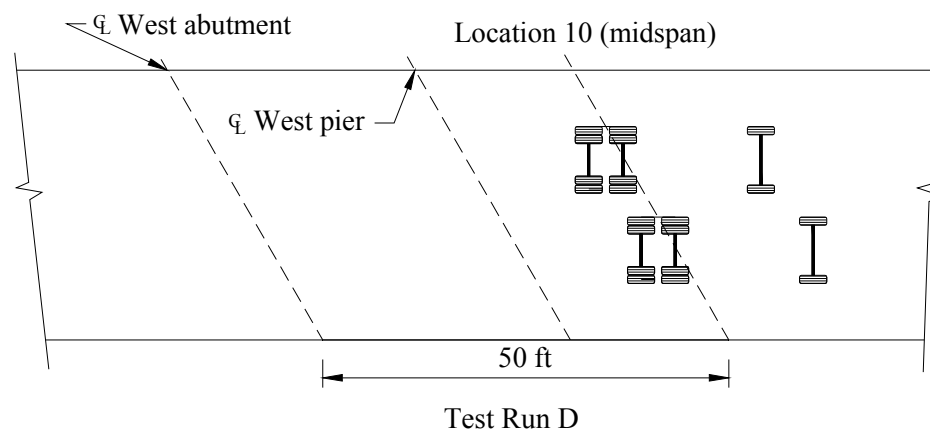 ℄ West abutment
Location 10 (midspan)
℄ West pier
50 ft
Test Run D